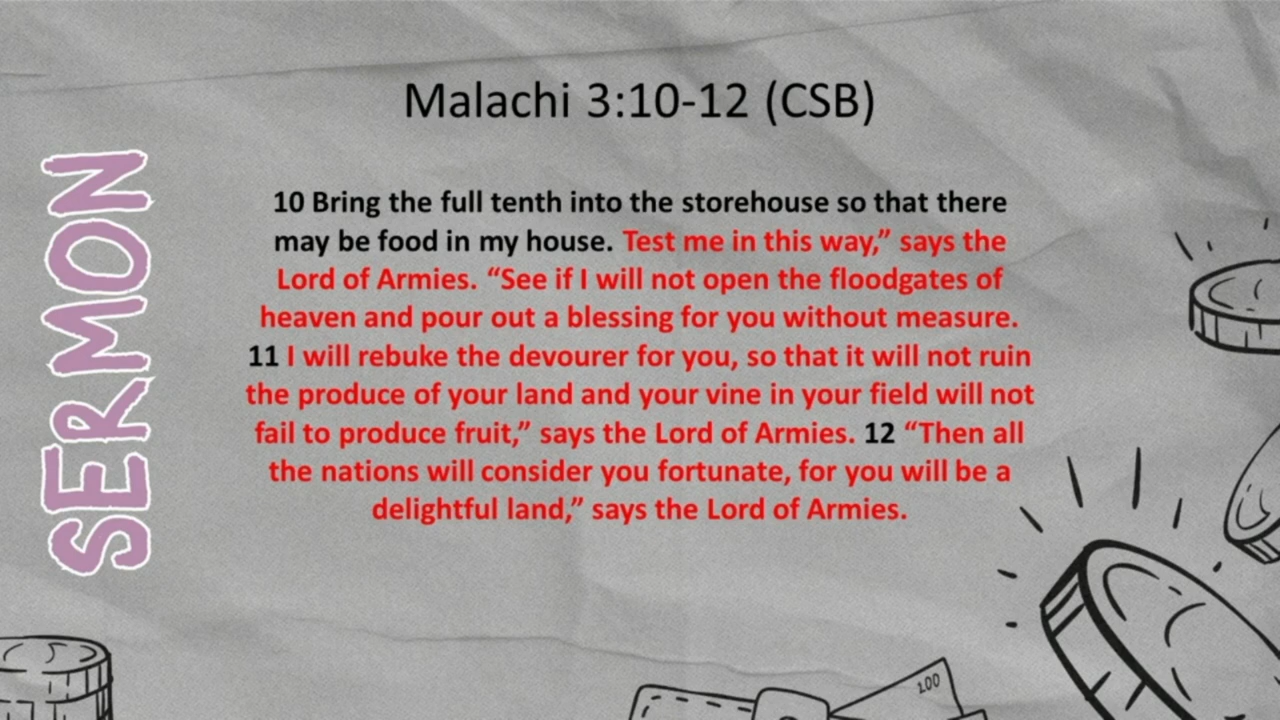 Malachi 3:10-12 (CSB)
SERMON
10 Bring the full tenth into the storehouse so that there
may be food in my house. Test me in this way,” says the
Lord of Armies. “See if I will not open the floodgates of
heaven and pour out a blessing for you without measure.
11 I will rebuke the devourer for you, so that it will not ruin
the produce of your land and your vine in your field will not
fail to produce fruit,” says the Lord of Armies. 12 “Then all
the nations will consider you fortunate, for you will be a
delightful land,” says the Lord of Armies.
100